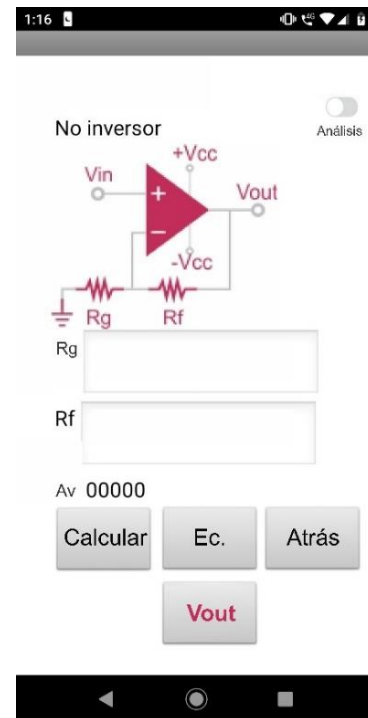 1:16
4G
Análisis
No inversor
+Vcc
Vin
Vout
+
−
-Vcc
Rg Rf
Rg
Rf
Av 00000
Calcular Ec. Atrás
Vout